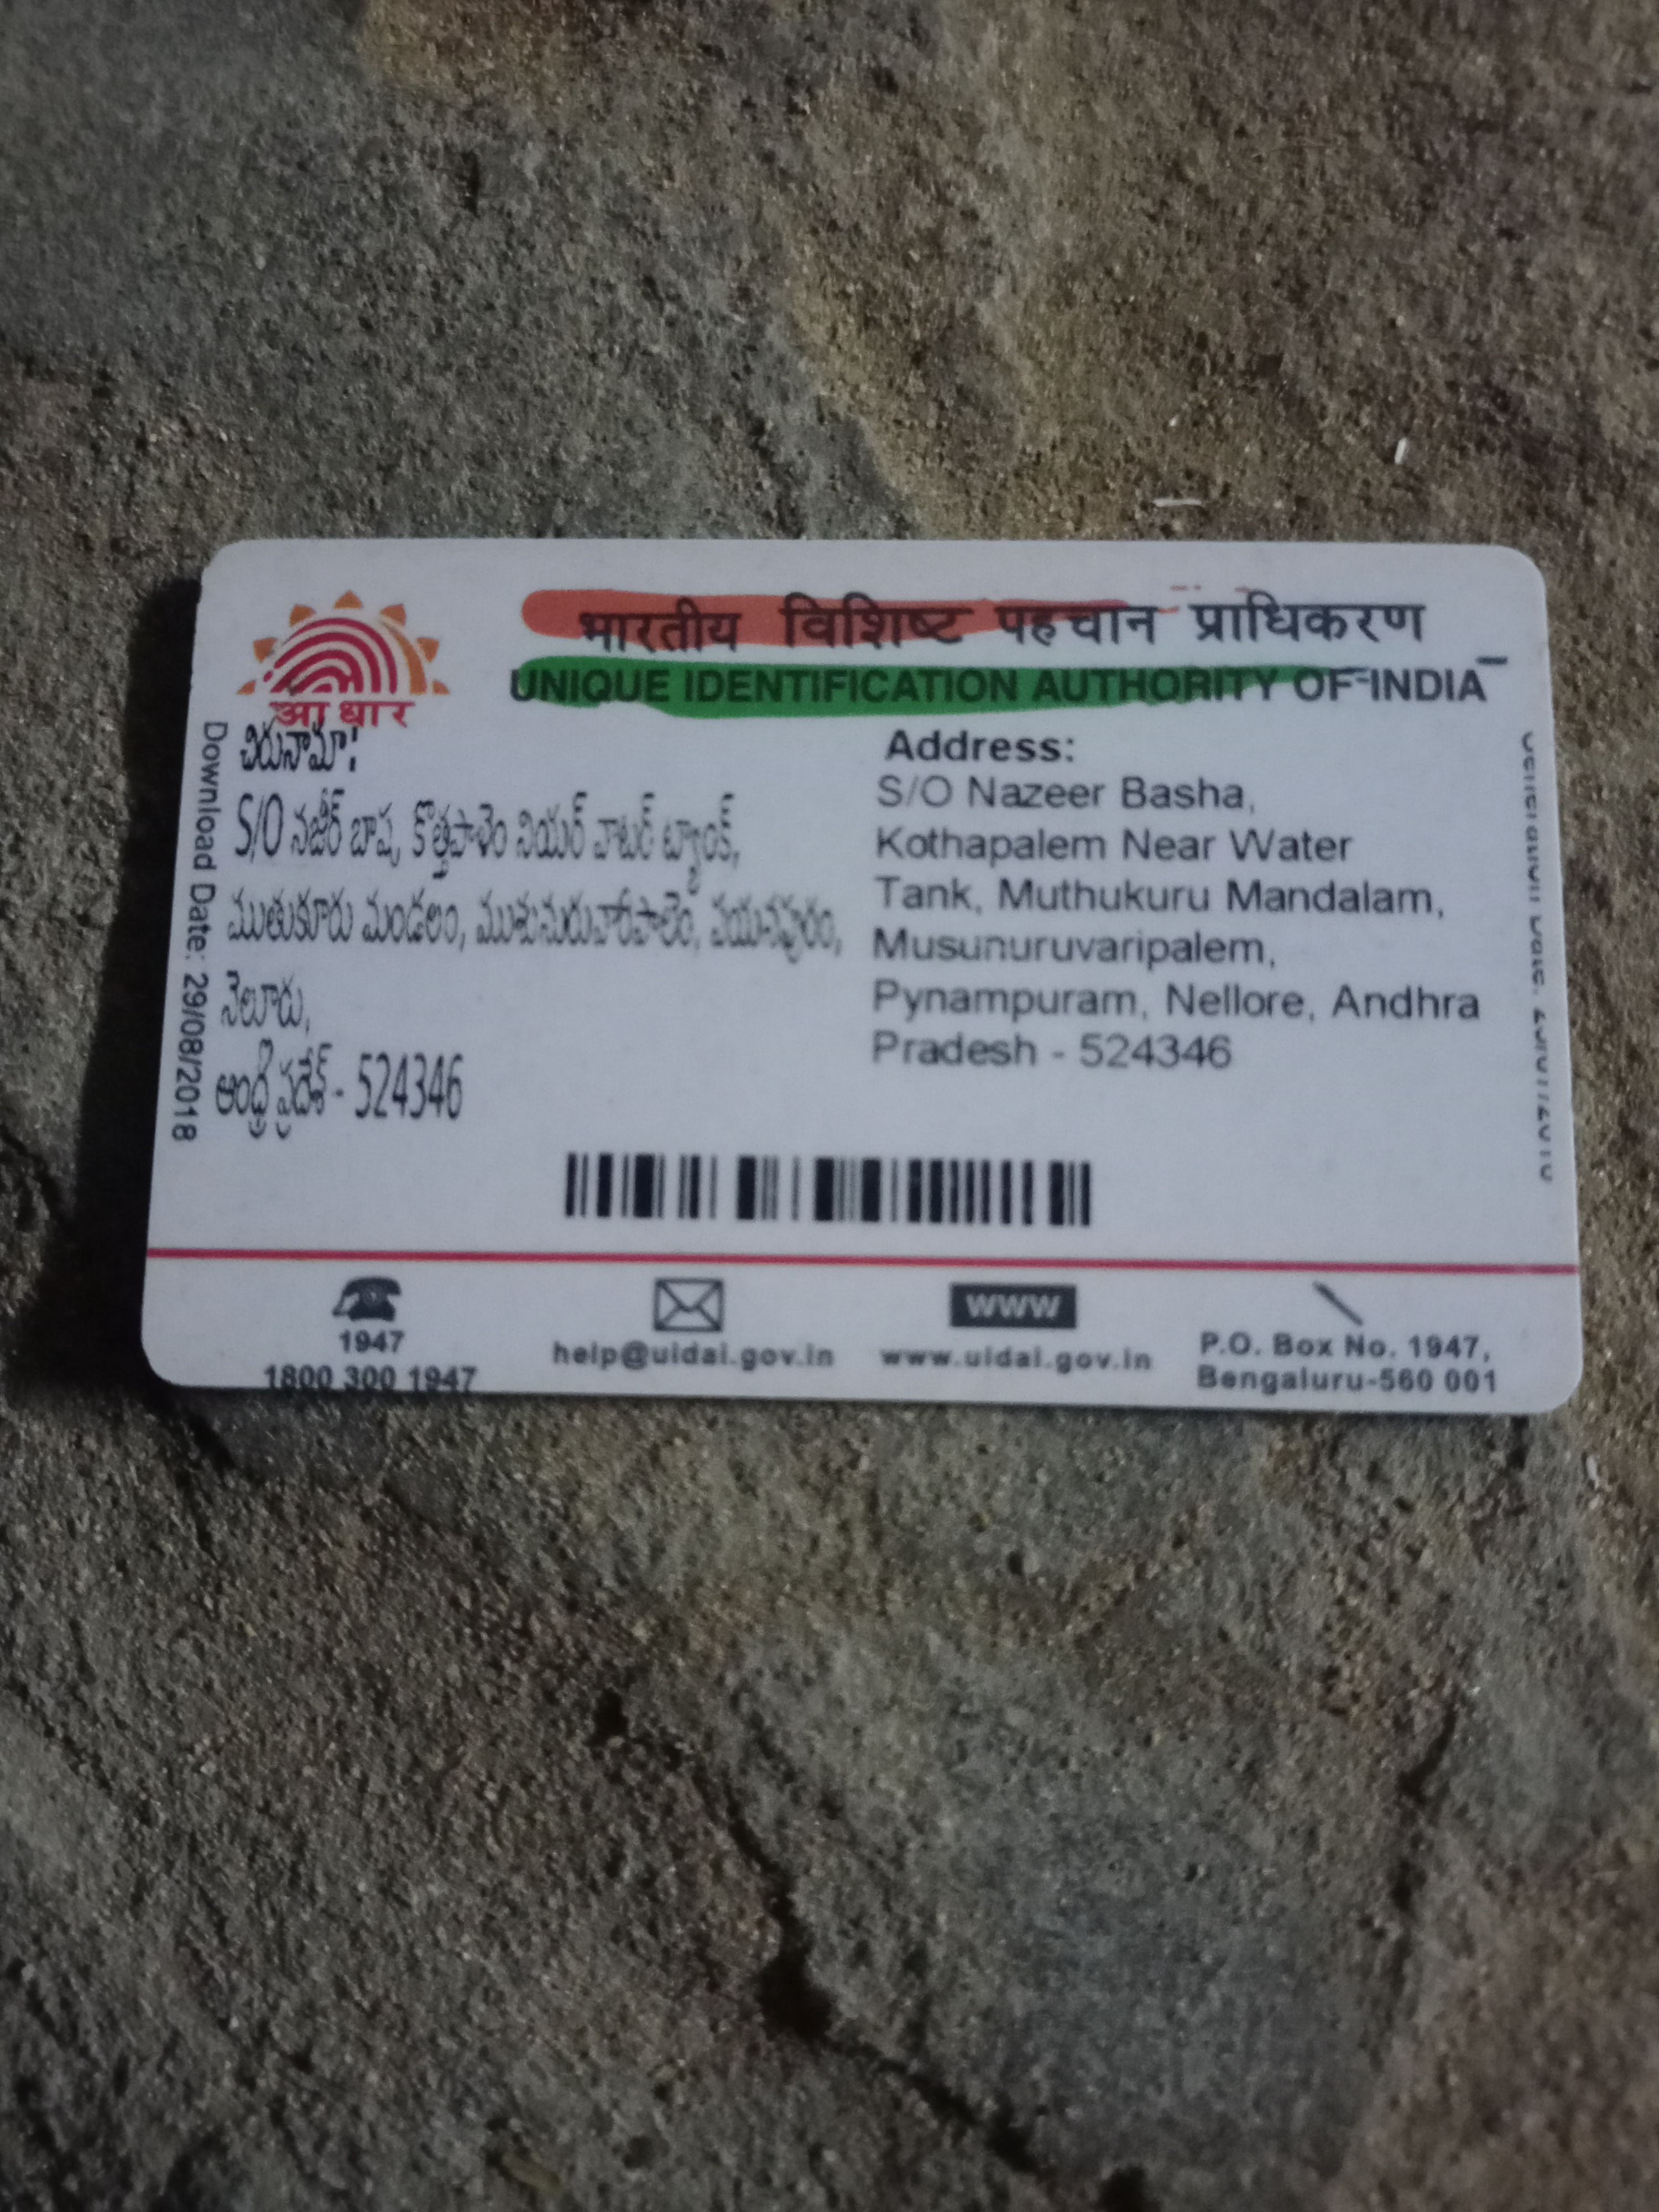 भारतीय विशिष्ट पहचान प्राधिकरण
UNIQUE IDENTIFICATION AUTHORITY OF INDIA
आधार
Download Date: 29/08/2018
చిరునామా:
S/O నజీర్ బాష, కొత్తపాలెం నియర్ వాటర్ ట్యాంక్,
ముతుకూరు మండలం, ముశునురువారిపాలెం,
నెలూరు,
ఆంధ్ర ప్రదేశ్ - 524346
Address:
S/O Nazeer Basha,
Kothapalem Near Water
Tank, Muthukuru Mandalam,
Musunuruvaripalem,
Pynampuram, Nellore, Andhra
Pradesh - 524346
1947
1800 300 1947
help@uidai.gov.in
www
www.uidai.gov.in
P.O. Box No. 1947,
Bengaluru-560 001